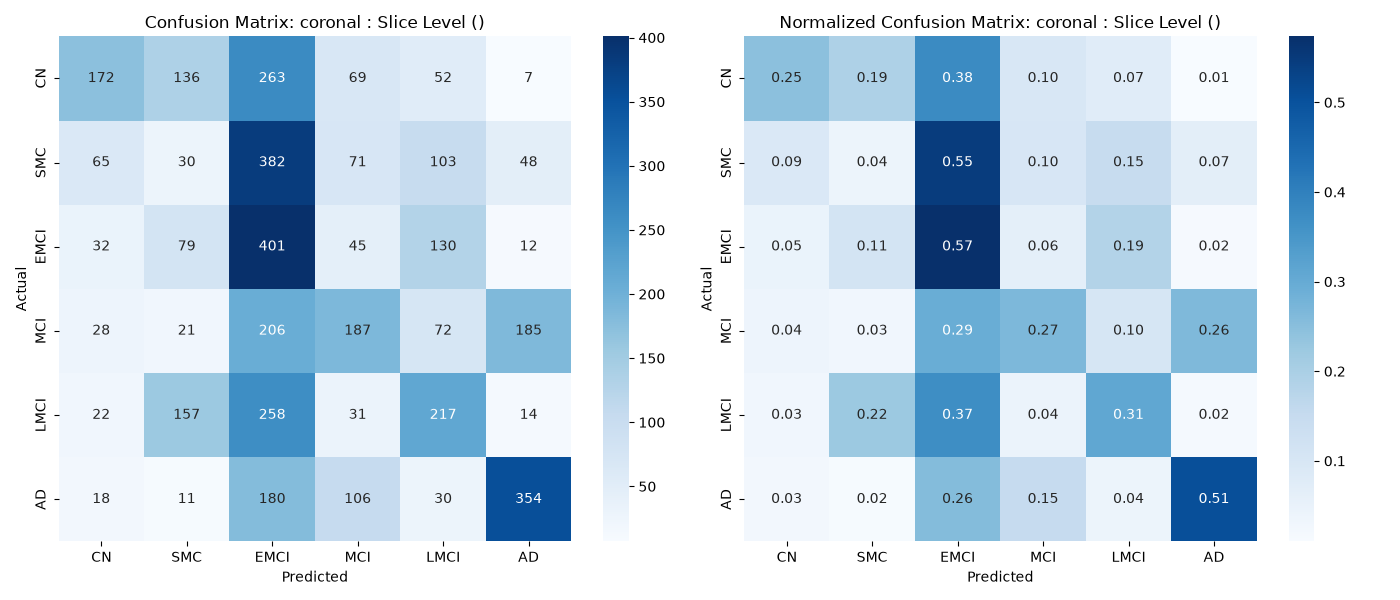 Confusion Matrix: coronal : Slice Level ()
CN 172 136 263 69 52 7
SMC 65 30 382 71 103 48
EMCI 32 79 401 45 130 12
MCI 28 21 206 187 72 185
LMCI 22 157 258 31 217 14
AD 18 11 180 106 30 354
CN SMC EMCI MCI LMCI AD
Predicted
Actual
400
350
300
250
200
150
100
50
Normalized Confusion Matrix: coronal : Slice Level ()
CN 0.25 0.19 0.38 0.10 0.07 0.01
SMC 0.09 0.04 0.55 0.10 0.15 0.07
EMCI 0.05 0.11 0.57 0.06 0.19 0.02
MCI 0.04 0.03 0.29 0.27 0.10 0.26
LMCI 0.03 0.22 0.37 0.04 0.31 0.02
AD 0.03 0.02 0.26 0.15 0.04 0.51
CN SMC EMCI MCI LMCI AD
Predicted
Actual
0.5
0.4
0.3
0.2
0.1